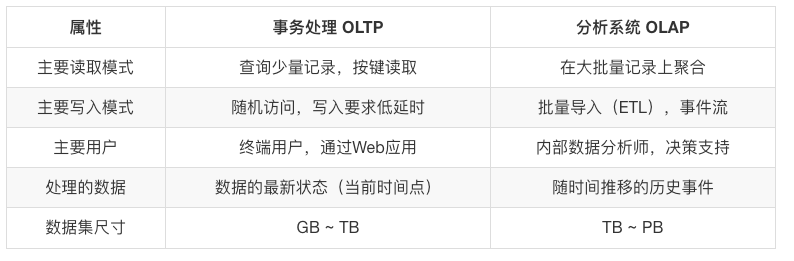 属性 事务处理 OLTP 分析系统 OLAP
主要读取模式 查询少量记录，按键读取 在大批量记录上聚合
主要写入模式 随机访问，写入要求低延时 批量导入（ETL），事件流
主要用户 终端用户，通过Web应用 内部数据分析师，决策支持
处理的数据 数据的最新状态（当前时间点） 随时间推移的历史事件
数据集尺寸 GB ~ TB TB ~ PB